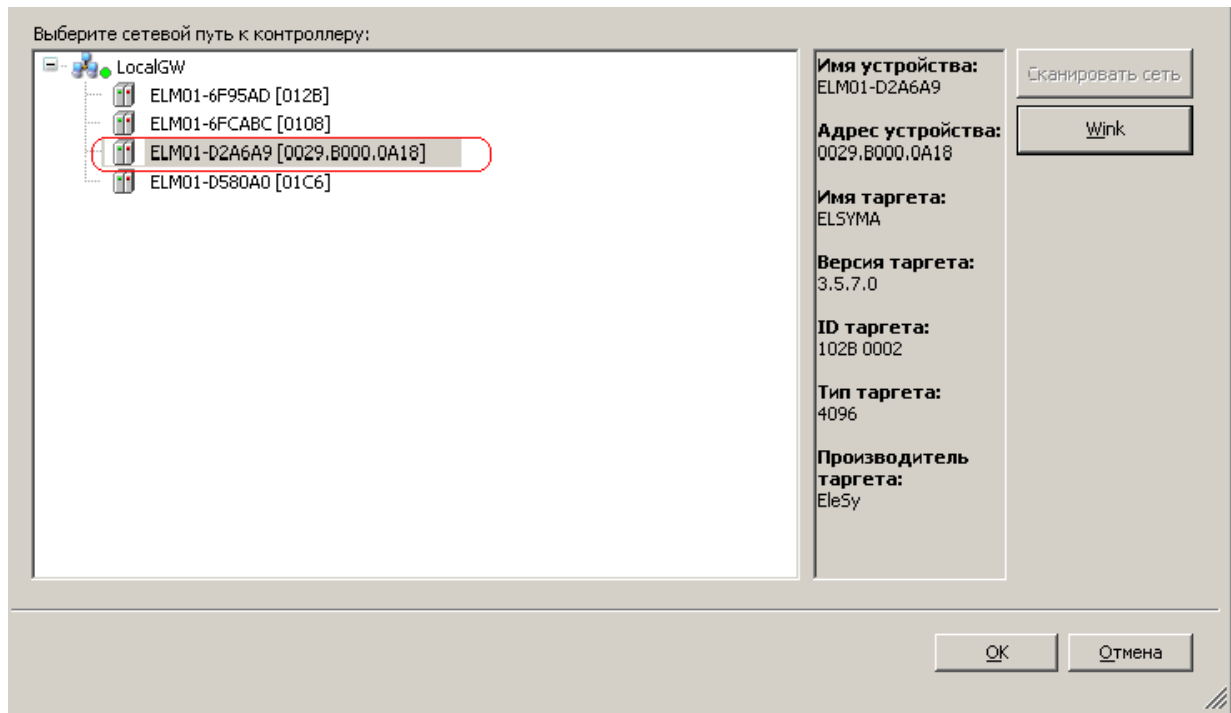 Выберите сетевой путь к контроллеру:
LocalGW
ELM01-6F95AD [012B]
ELM01-6FCABC [0108]
ELM01-D2A6A9 [0029.B000.0A18]
ELM01-D580A0 [01C6]
Имя устройства:
ELM01-D2A6A9
Адрес устройства:
0029.B000.0A18
Имя таргета:
ELSYMA
Версия таргета:
3.5.7.0
ID таргета:
102B 0002
Тип таргета:
4096
Производитель
таргета:
EleSy
Сканировать сеть
Wink
OK
Отмена